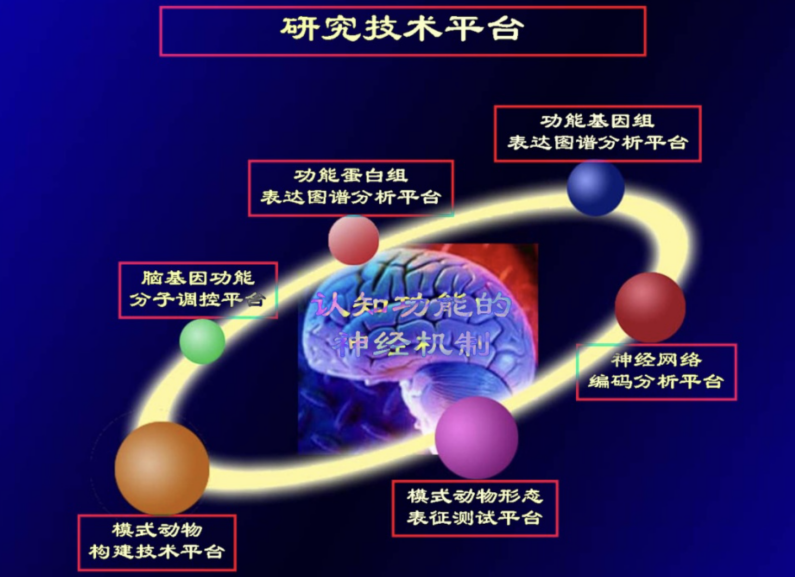 研究技术平台
功能基因组
表达图谱分析平台
功能蛋白组
表达图谱分析平台
脑基因功能
分子调控平台
认知功能的
神经机制
神经网络
编码分析平台
模式动物形态
表征测试平台
模式动物
构建技术平台